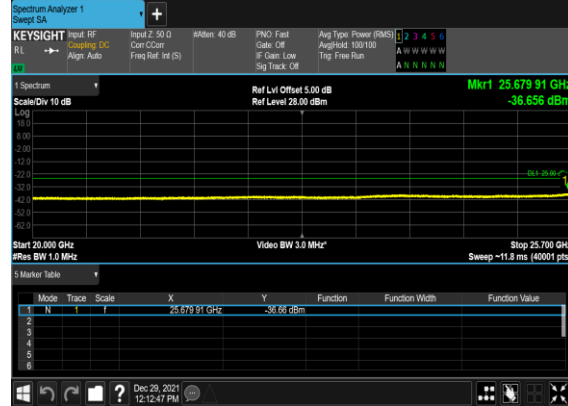 Spectrum Analyzer 1
Swept SA
+
KEYSIGHT Input: RF Input Z: 50 Ω #Atten: 40 dB PNO: Fast Avg Type: Power (RMS) 1 2 3 4 5 6
RL Coupling: DC Corr CCorr Gate: Off Avg|Hold: 100/100 A W W W W W
Align: Auto Freq Ref: Int (S) IF Gain: Low Trig: Free Run A N N N N N
Sig Track: Off
1 Spectrum Ref Lvl Offset 5.00 dB Mkr1 25.679 91 GHz
Scale/Div 10 dB Ref Level 28.00 dBm -36.656 dBm
Log
18.0
8.00
-2.00
-12.0
-22.0
DL1 -25.00
1
-32.0
-42.0
-52.0
-62.0
Start 20.000 GHz Video BW 3.0 MHz* Stop 25.700 GH
#Res BW 1.0 MHz Sweep ~11.8 ms (40001 pts
5 Marker Table
Mode Trace Scale X Y Function Function Width Function Value
1 N 1 f 25.679 91 GHz -36.66 dBm
2
3
4
5
6
? Dec 29, 2021
12:12:47 PM